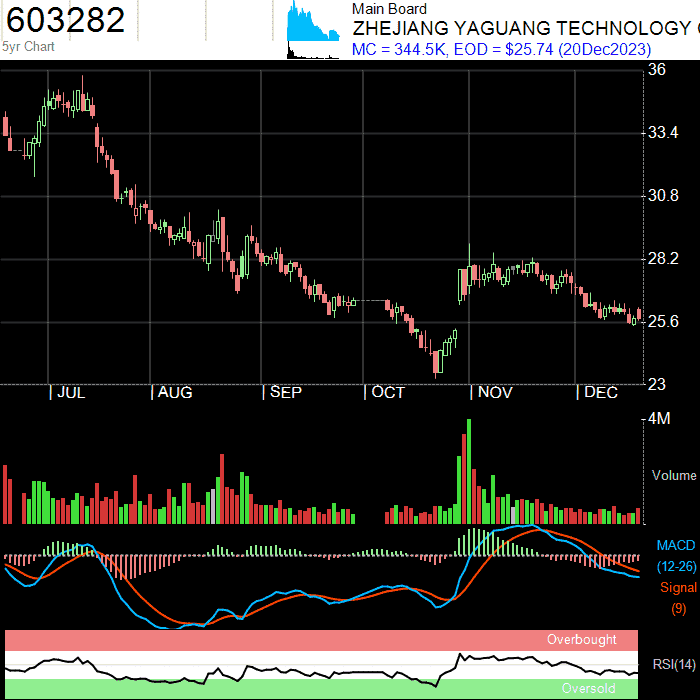 603282
5yr Chart
Main Board
ZHEJIANG YAGUANG TECHNOLOGY
MC = 344.5K, EOD = $25.74 (20Dec2023)
36
33.4
30.8
28.2
25.6
23
JUL AUG SEP OCT NOV DEC
4M
Volume
MACD
(12-26)
Signal
(9)
Overbought
RSI(14)
Oversold